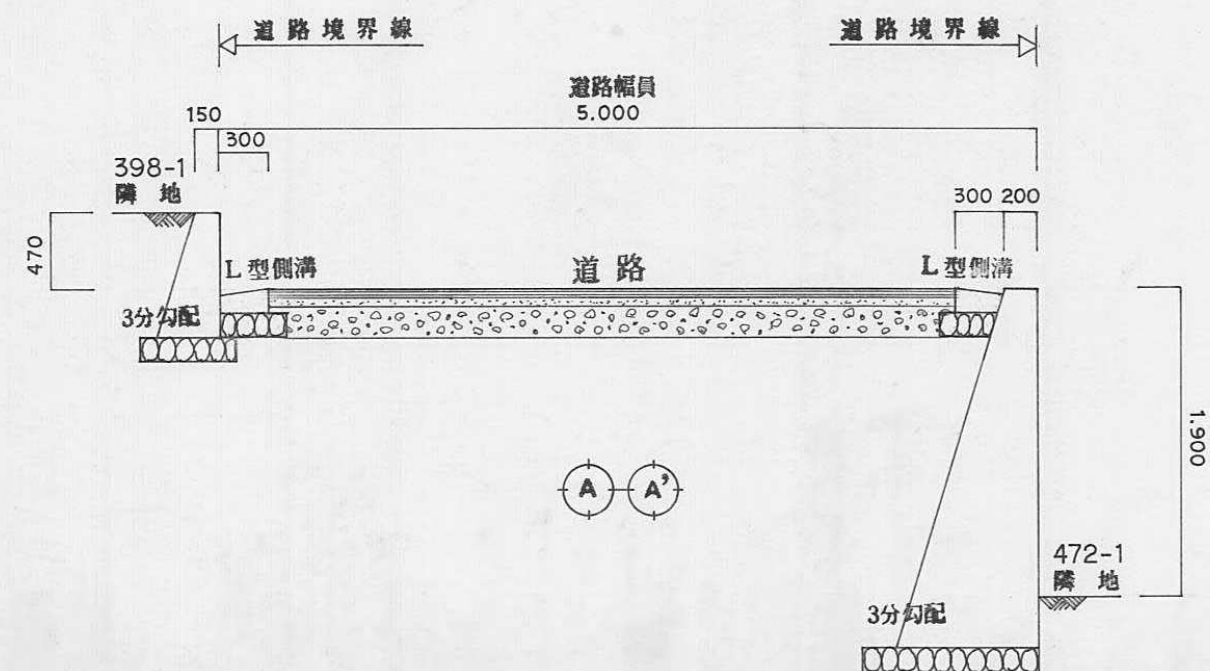 道路境界線
道路境界線
道路幅員
5.000
150
300
398-1
隣地
300 200
470
L型側溝
道路
L型側溝
3分勾配
1.900
A
A'
472-1
隣地
3分勾配